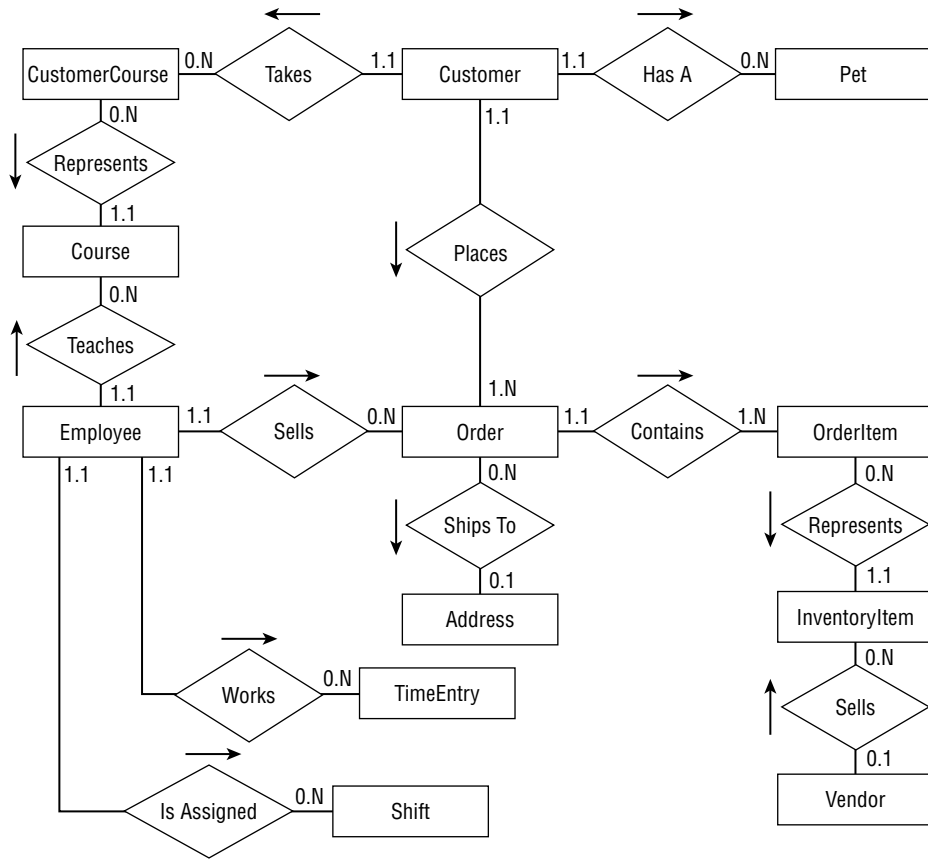 0.N
Takes
1.1
1.1
Has A
0.N
CustomerCourse
Customer
Pet
0.N
1.1
Represents
1.1
Course
Places
0.N
Teaches
1.1
1.N
1.1
Sells
0.N
1.1
Contains
1.N
Employee
Order
OrderItem
1.1
1.1
0.N
0.N
Ships To
Represents
0.1
1.1
Address
InventoryItem
0.N
Works
0.N
TimeEntry
Sells
0.1
Is Assigned
0.N
Shift
Vendor